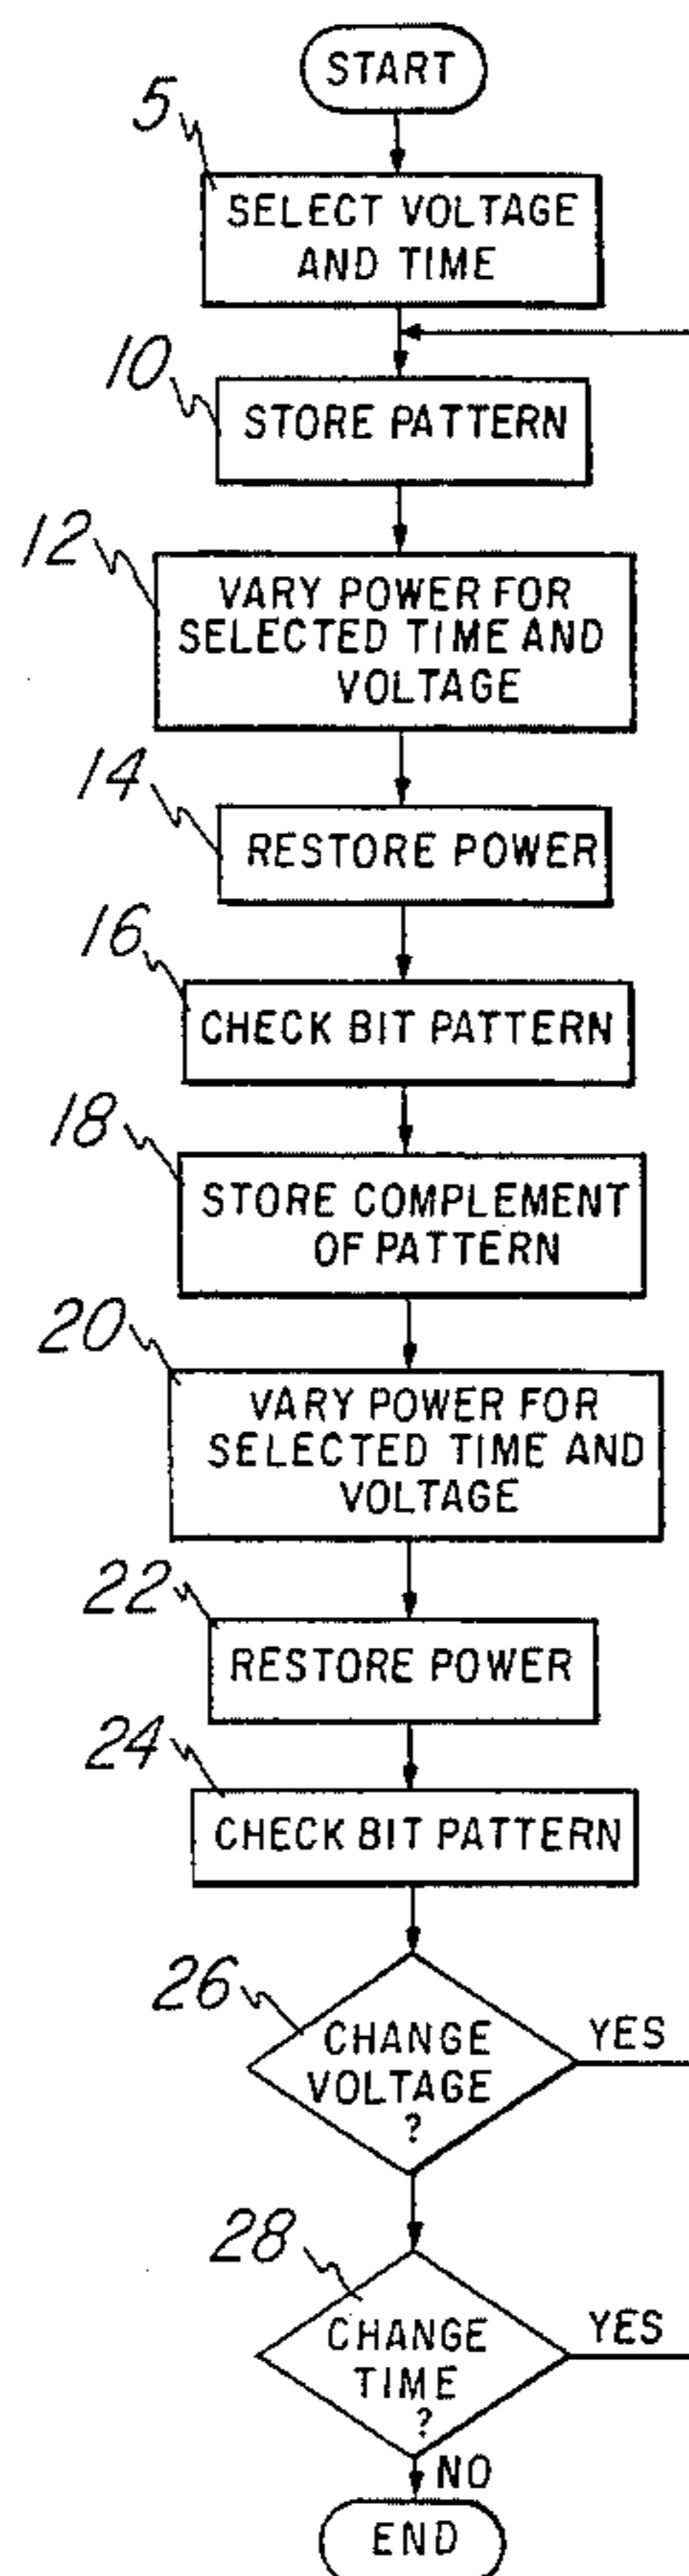 START
5
SELECT VOLTAGE
AND TIME
10
STORE PATTERN
12
VARY POWER FOR
SELECTED TIME AND
VOLTAGE
14
RESTORE POWER
16
CHECK BIT PATTERN
18
STORE COMPLEMENT
OF PATTERN
20
VARY POWER FOR
SELECTED TIME AND
VOLTAGE
22
RESTORE POWER
24
CHECK BIT PATTERN
26
CHANGE
VOLTAGE
?
YES
28
CHANGE
TIME
?
YES
NO
END